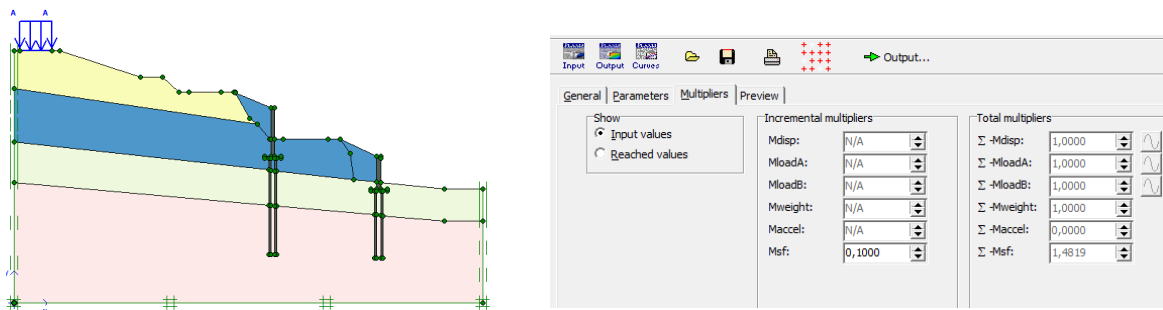 A A
Input Output Curves Output...
General Parameters Multipliers Preview
Show
Input values
Reached values
Incremental multipliers
Mdisp: N/A
MloadA: N/A
MloadB: N/A
Mweight: N/A
Maccel: N/A
Msf: 0,1000
Total multipliers
Σ -Mdisp: 1,0000
Σ -MloadA: 1,0000
Σ -MloadB: 1,0000
Σ -Mweight: 1,0000
Σ -Maccel: 0,0000
Σ -Msf: 1,4819